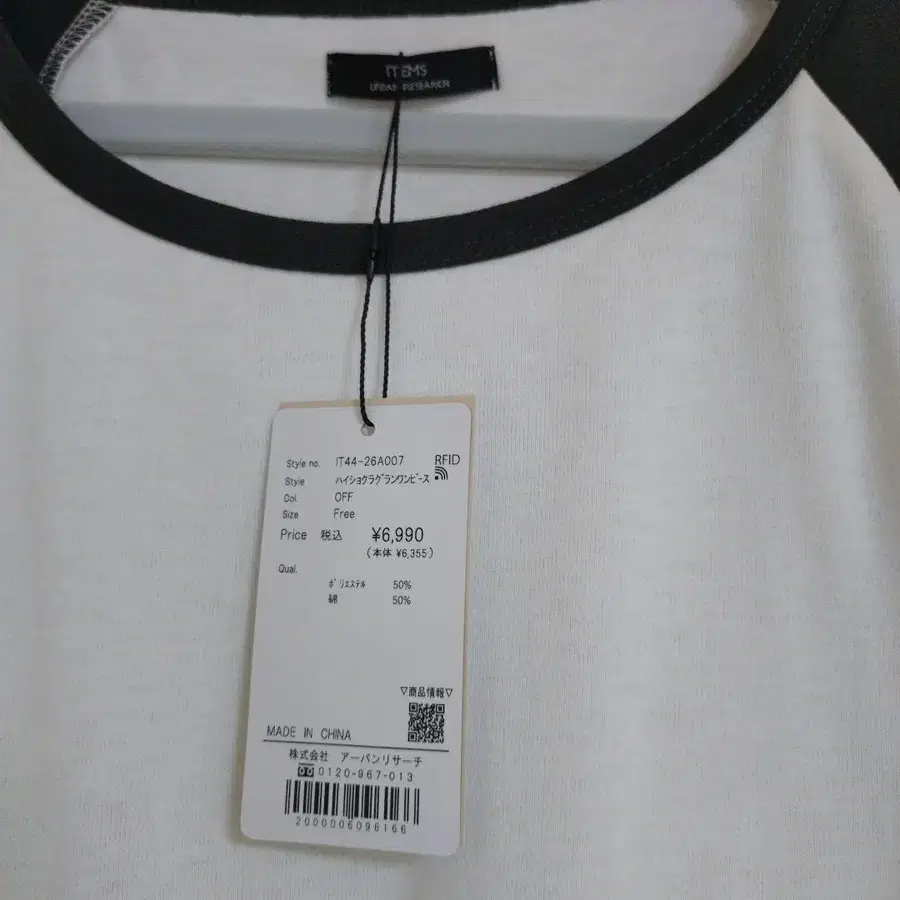 ITEMS
URBAN RESEARCH
Style no. IT44-26A007 RFID
Style ハイショクラグランワンピース
Col. OFF
Size Free
Price 税込 ¥6,990
(本体 ¥6,355)
Qual.
ポリエステル 50%
綿 50%
▽商品情報▽
MADE IN CHINA
株式会社 アーバンリサーチ
0120-967-013
2000006096166